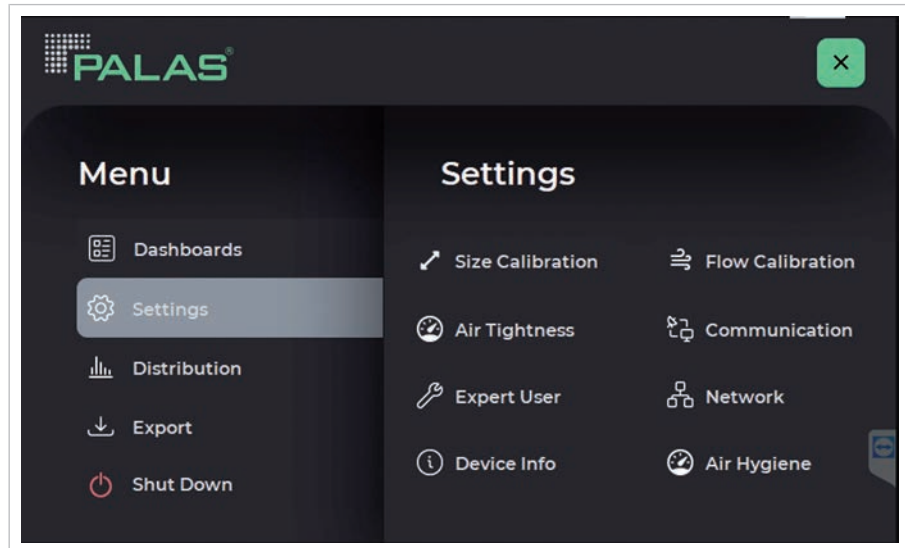 PALAS®
Menu
Dashboards
Settings
Distribution
Export
Shut Down
Settings
Size Calibration
Flow Calibration
Air Tightness
Communication
Expert User
Network
Device Info
Air Hygiene